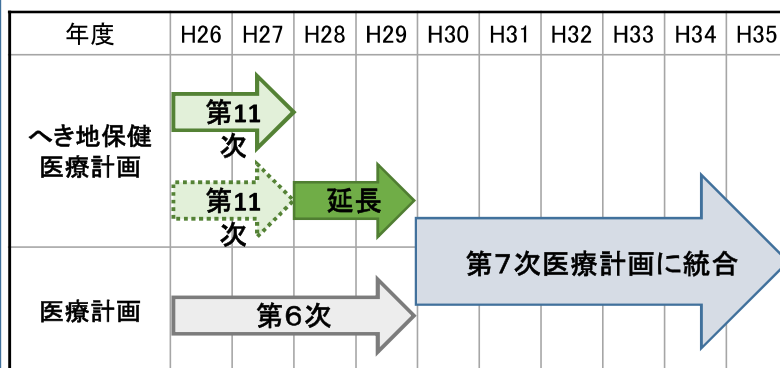 年度 H26 H27 H28 H29 H30 H31 H32 H33 H34 H35
へき地保健
医療計画
第11
次
第11
次
延長
第7次医療計画に統合
医療計画
第6次